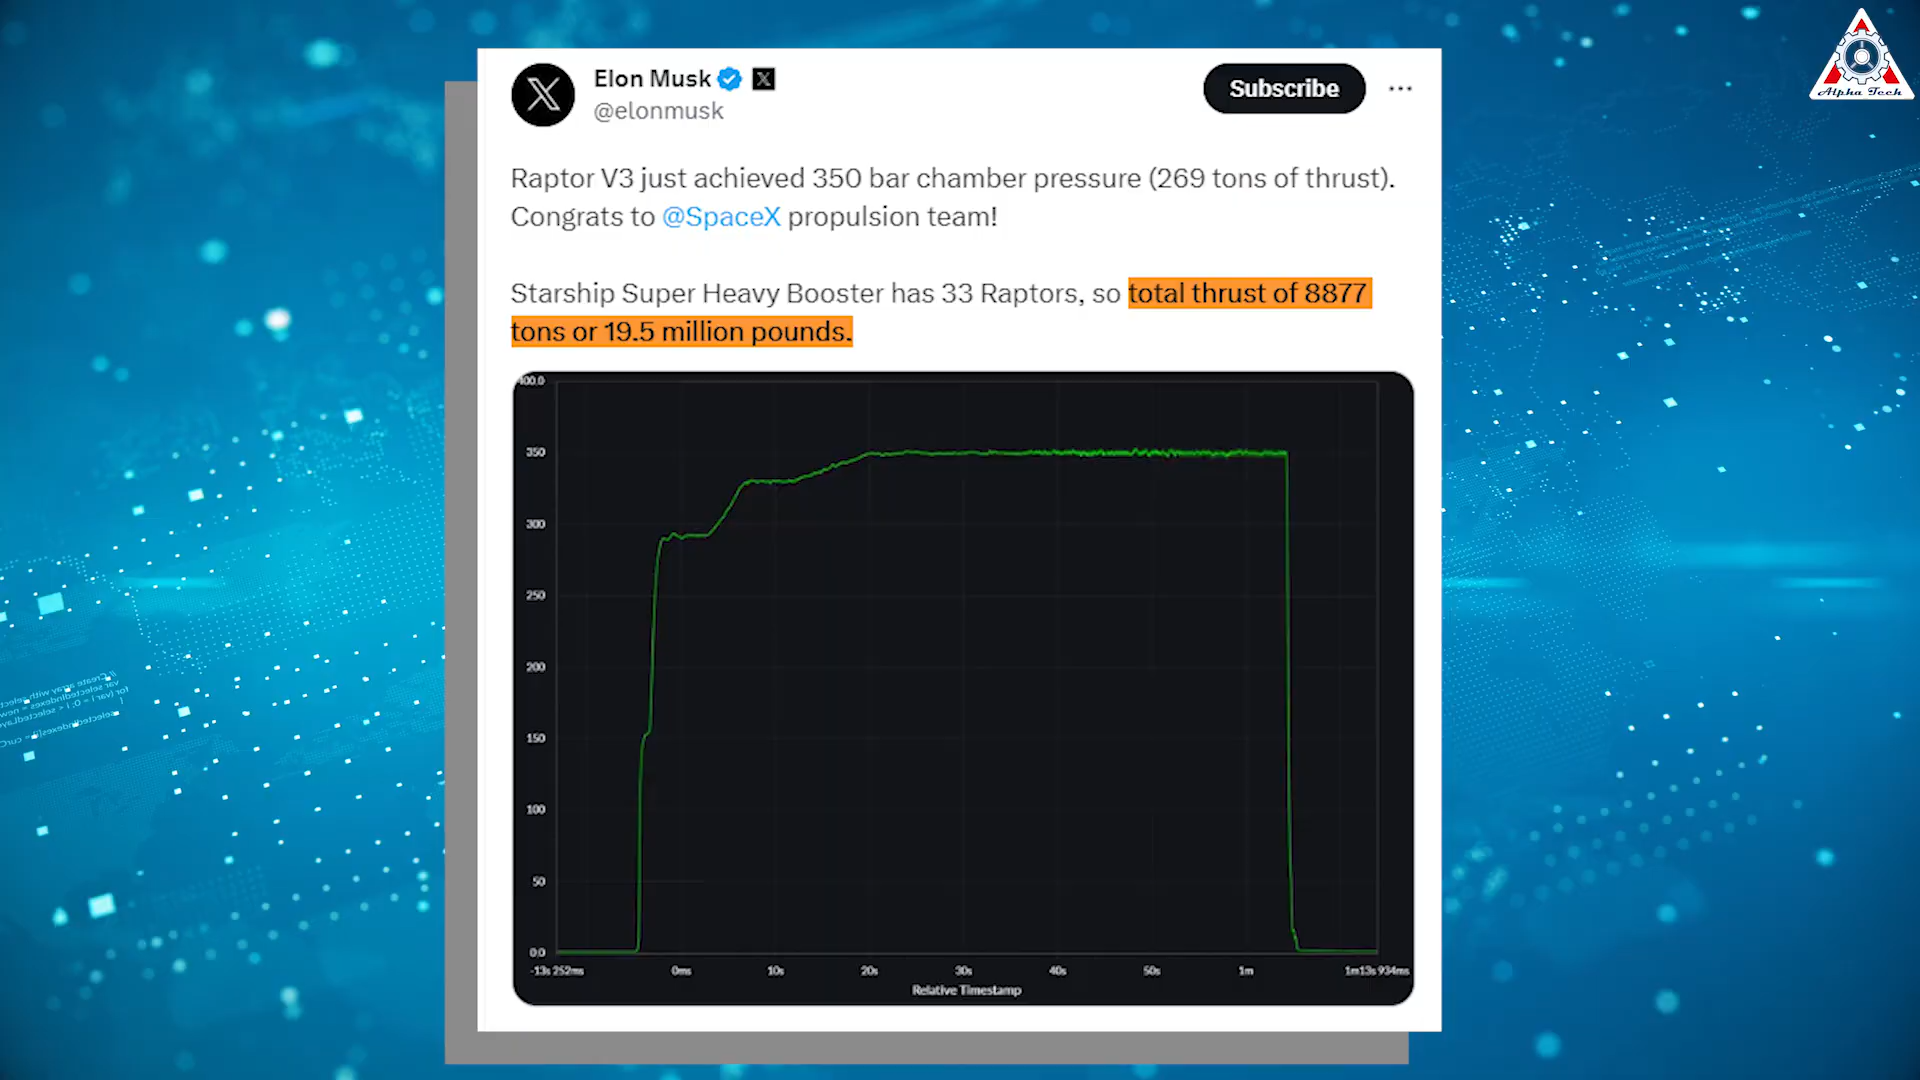 Alpha Tech
Elon Musk
@elonmusk
Subscribe
Raptor V3 just achieved 350 bar chamber pressure (269 tons of thrust).
Congrats to @SpaceX propulsion team!
Starship Super Heavy Booster has 33 Raptors, so total thrust of 8877
tons or 19.5 million pounds.
400.0
350
300
250
200
150
100
50
0.0
-13s 252ms 0ms 10s 20s 30s 40s 50s 1m 1m13s 934ms
Relative Timestamp